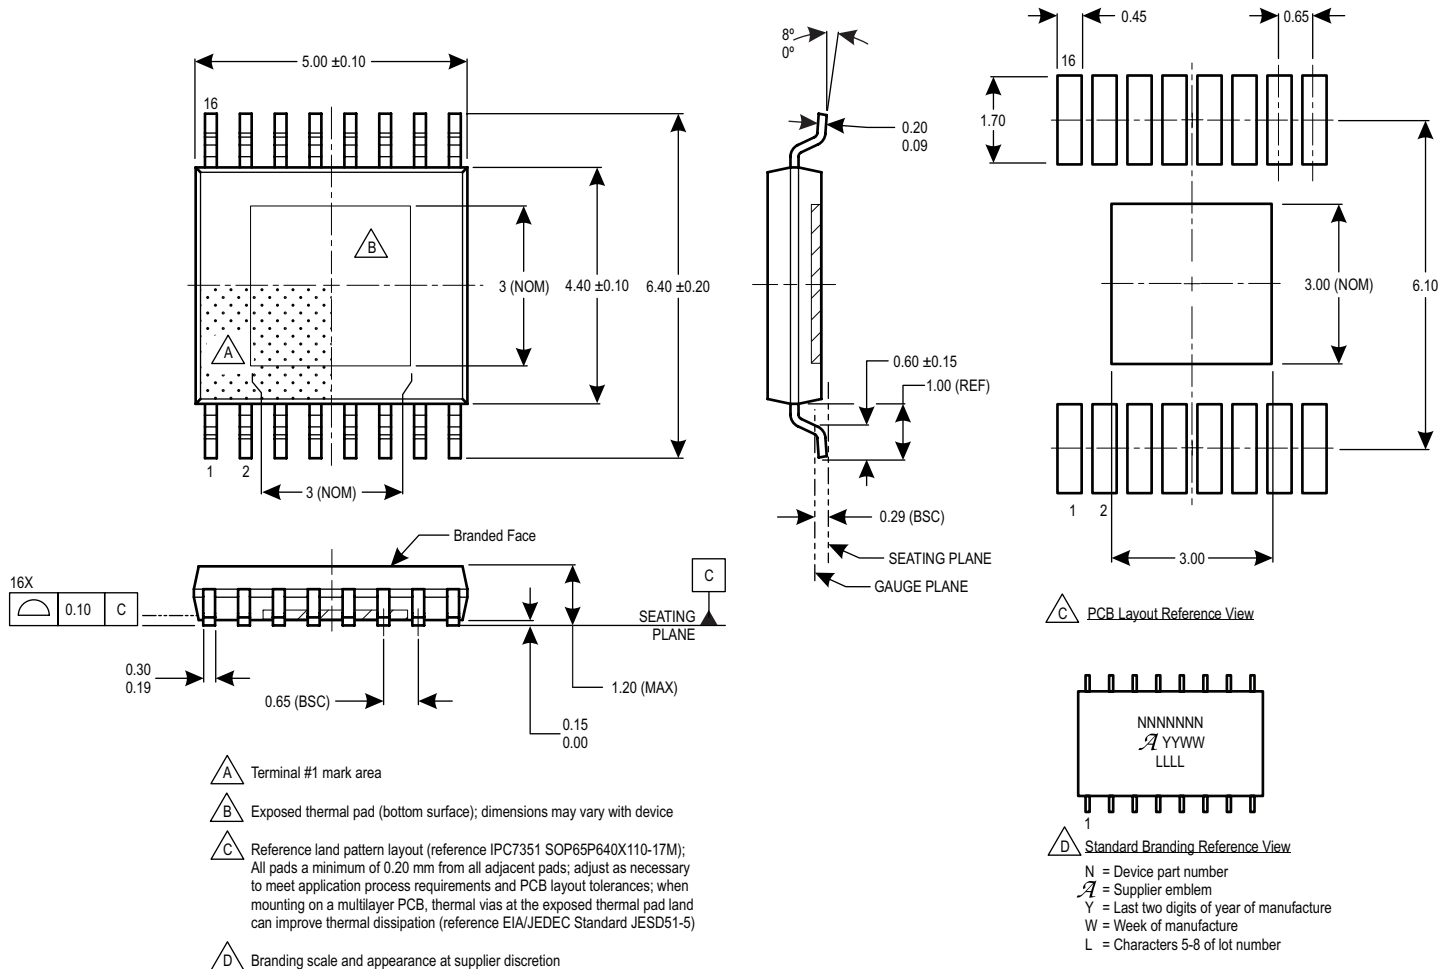 5.00 ±0.10
16
B
A
3 (NOM)
4.40 ±0.10
6.40 ±0.20
1
2
3 (NOM)
8º
0º
0.20
0.09
0.60 ±0.15
1.00 (REF)
0.29 (BSC)
SEATING PLANE
GAUGE PLANE
0.45
0.65
16
1.70
3.00 (NOM)
6.10
1
2
3.00
C PCB Layout Reference View
Branded Face
16X
0.10
C
C
SEATING
PLANE
0.30
0.19
0.65 (BSC)
1.20 (MAX)
0.15
0.00
A Terminal #1 mark area
B Exposed thermal pad (bottom surface); dimensions may vary with device
C Reference land pattern layout (reference IPC7351 SOP65P640X110-17M);
All pads a minimum of 0.20 mm from all adjacent pads; adjust as necessary
to meet application process requirements and PCB layout tolerances; when
mounting on a multilayer PCB, thermal vias at the exposed thermal pad land
can improve thermal dissipation (reference EIA/JEDEC Standard JESD51-5)
D Branding scale and appearance at supplier discretion
NNNNNNN
A YYWW
LLLL
1
D Standard Branding Reference View
N = Device part number
A = Supplier emblem
Y = Last two digits of year of manufacture
W = Week of manufacture
L = Characters 5-8 of lot number